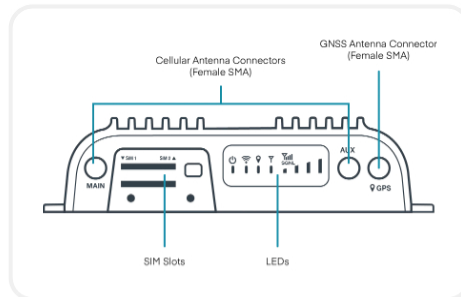 GNSS Antenna Connector
(Female SMA)
Cellular Antenna Connectors
(Female SMA)
AUX
▼ SIM 1 SIM 2 ▲
MAIN
GPS
SIM Slots
LEDs